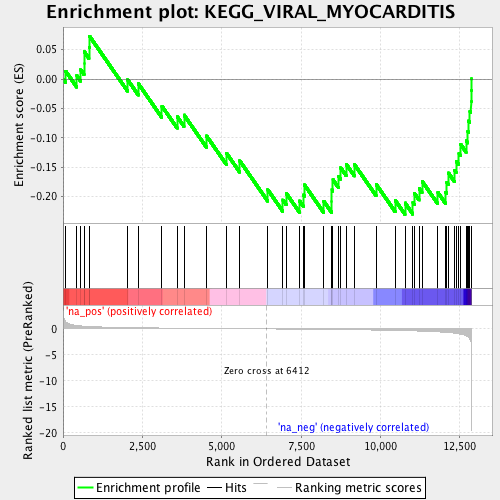 Enrichment plot: KEGG_VIRAL_MYOCARDITIS
Enrichment score (ES)
0.05
0.00
-0.05
-0.10
-0.15
-0.20
'na_pos' (positively correlated)
Ranked list metric (PreRanked)
0
-5
-10
-15
-20
Zero cross at 6412
'na_neg' (negatively correlated)
0
2,500
5,000
7,500
10,000
12,500
Rank in Ordered Dataset
Enrichment profile
Hits
Ranking metric scores